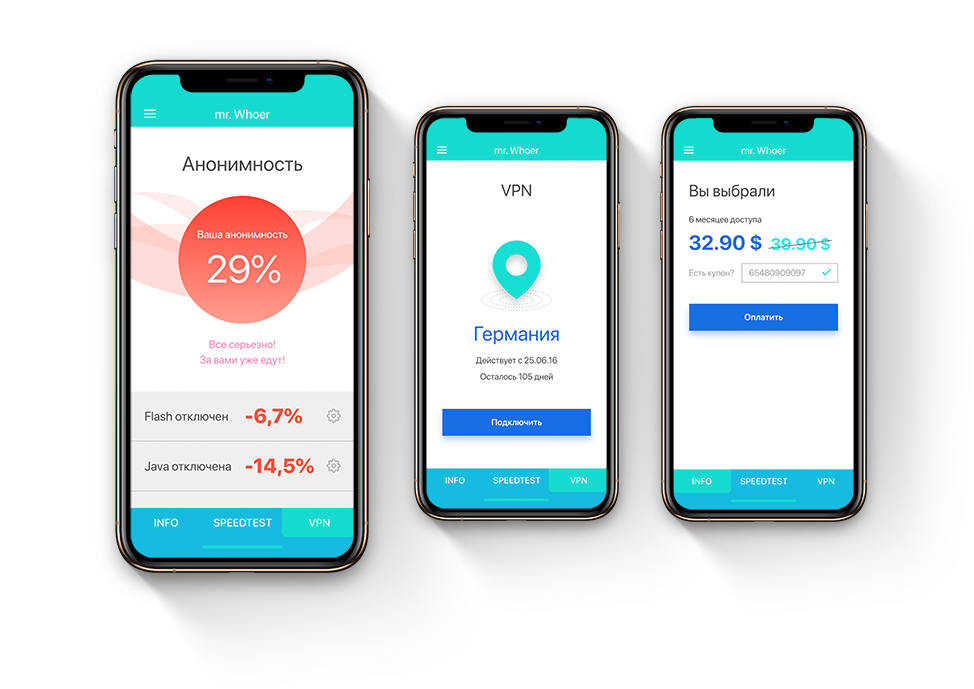 mr. Whoer
Анонимность
Ваша анонимность
29%
Все серьезно!
За вами уже едут!
Flash отключен -6,7%
Java отключена -14,5%
INFO SPEEDTEST VPN
mr. Whoer
VPN
Германия
Действует с 25.06.16
Осталось 105 дней
Подключить
INFO SPEEDTEST VPN
mr. Whoer
Вы выбрали
6 месяцев доступа
32.90 $ 39.90 $
Есть купон? 65480909097
Оплатить
INFO SPEEDTEST VPN